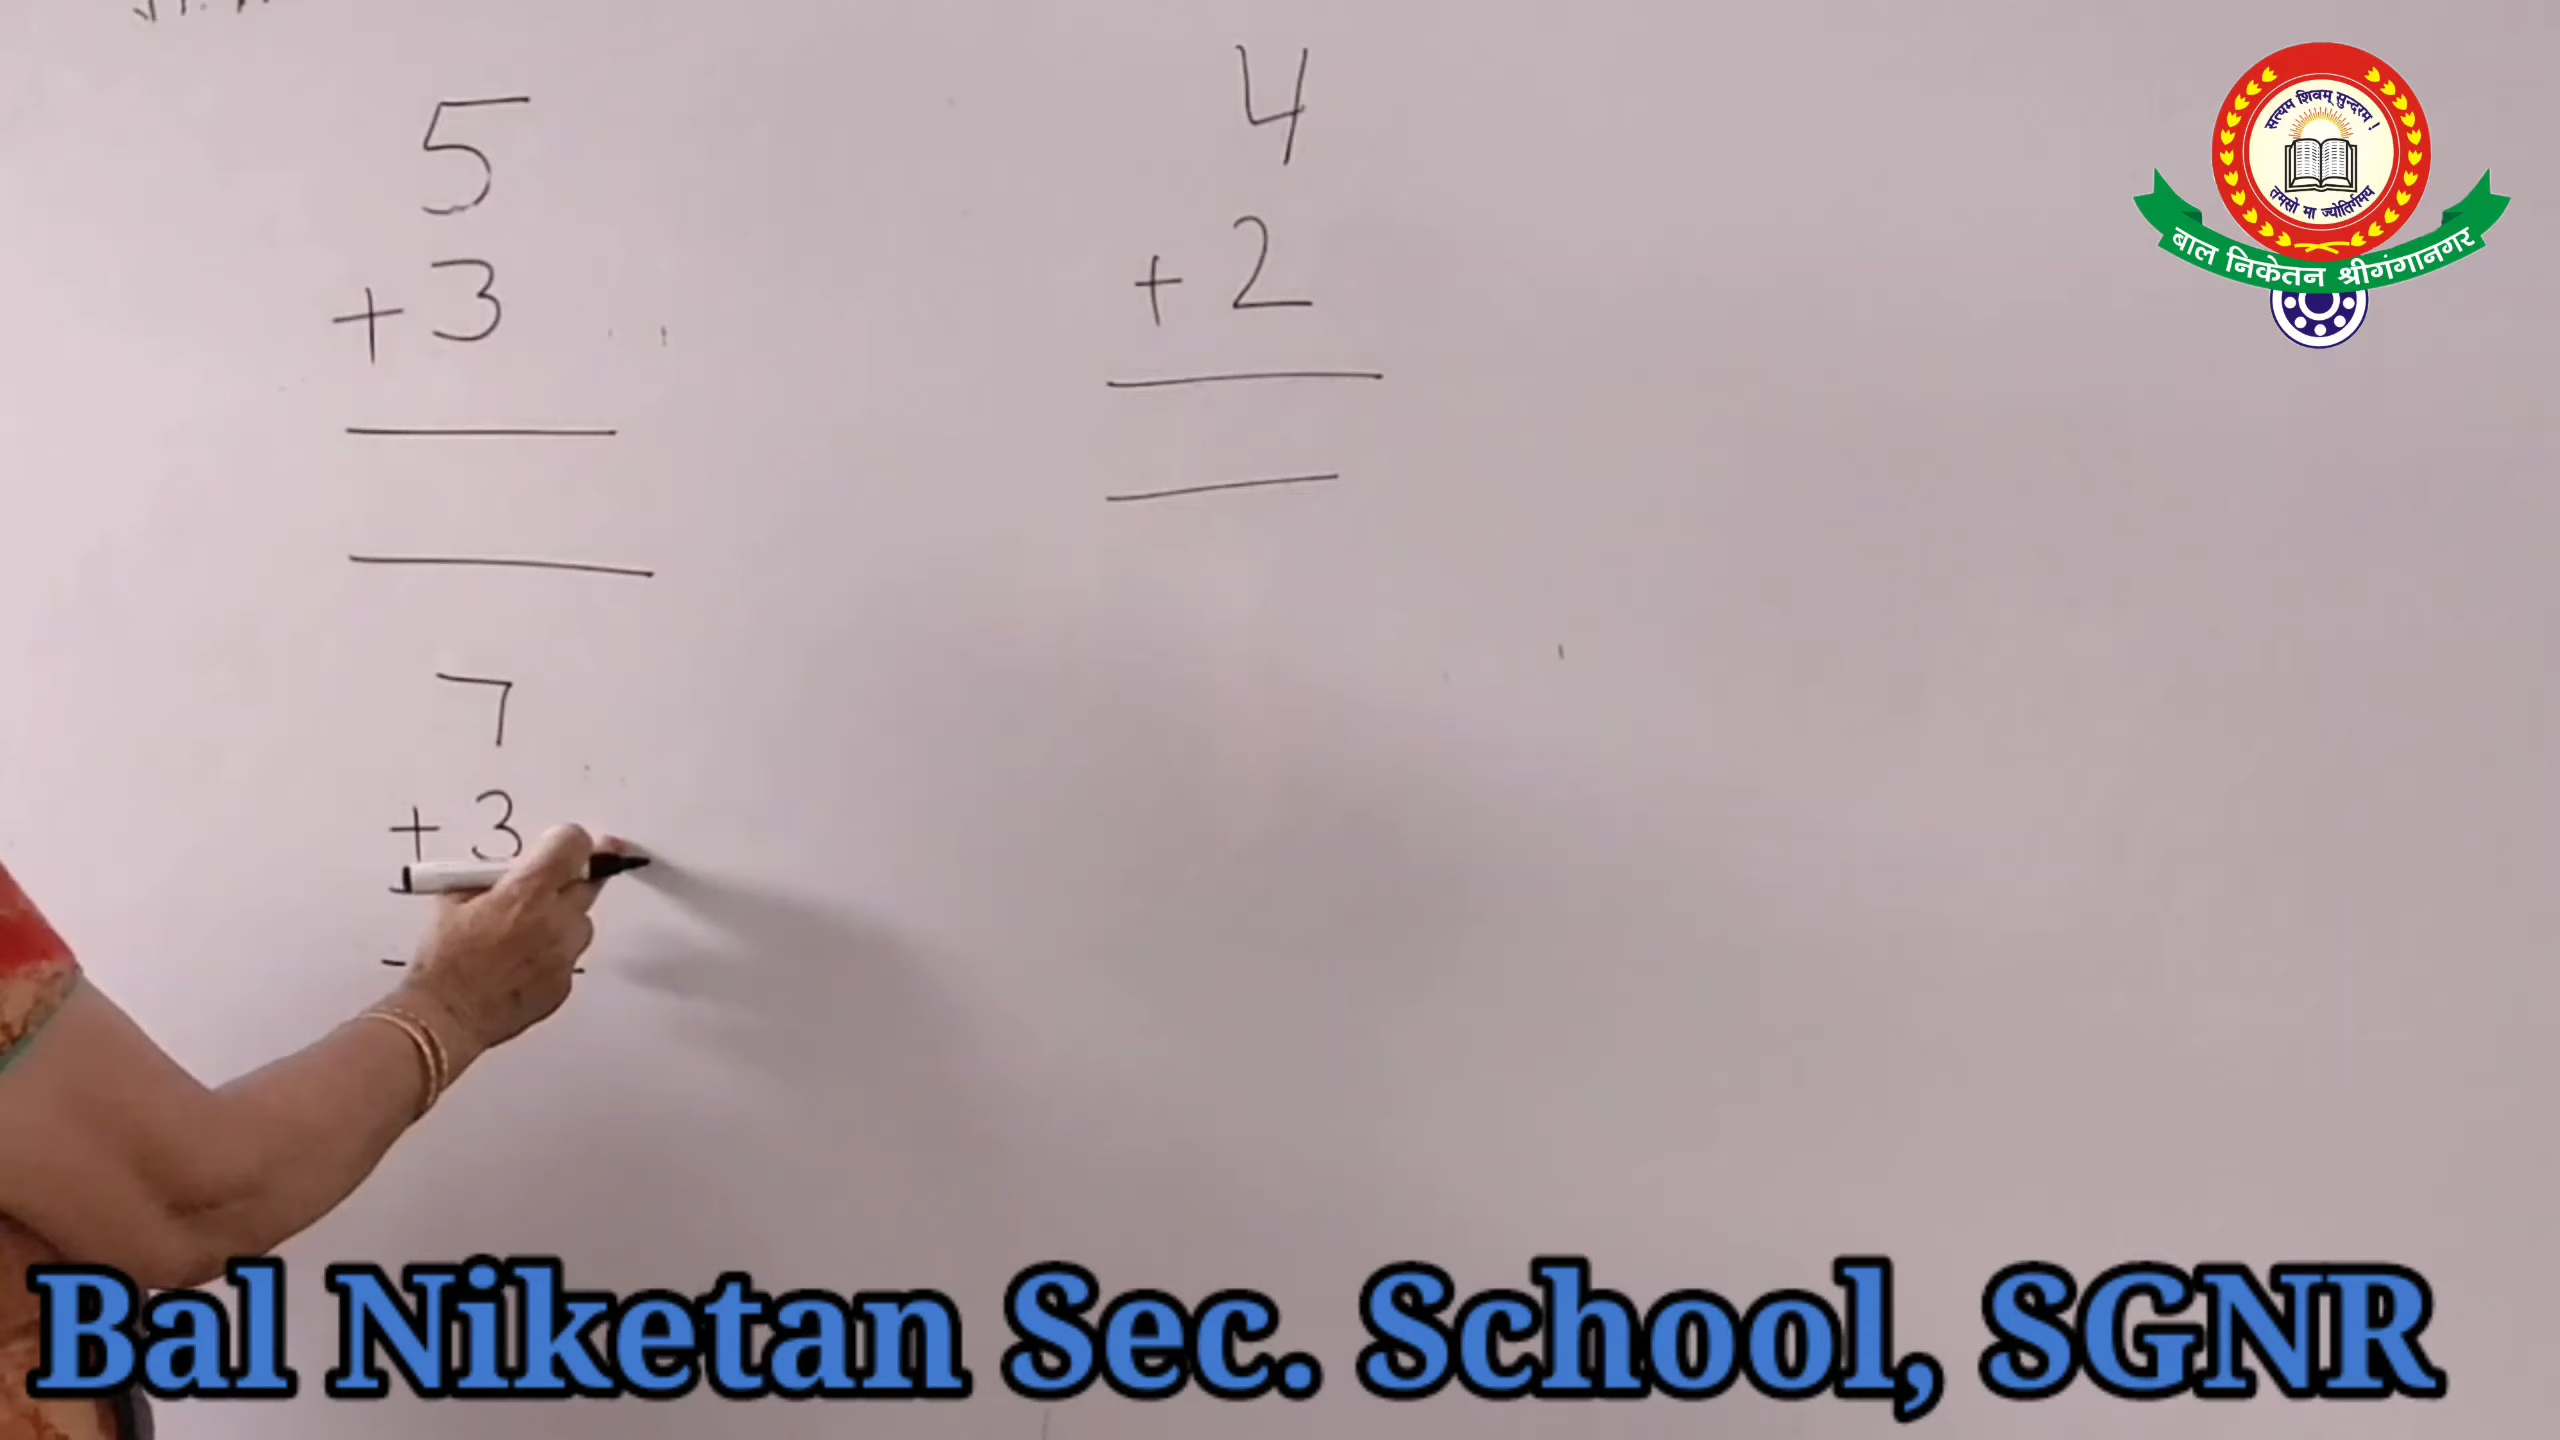 5
+ 3
4
+ 2
7
+ 3
सत्यम शिवम् सुन्दरम !
तमसो मा ज्योतिर्गमय
बाल निकेतन श्रीगंगानगर
Bal Niketan Sec. School, SGNR